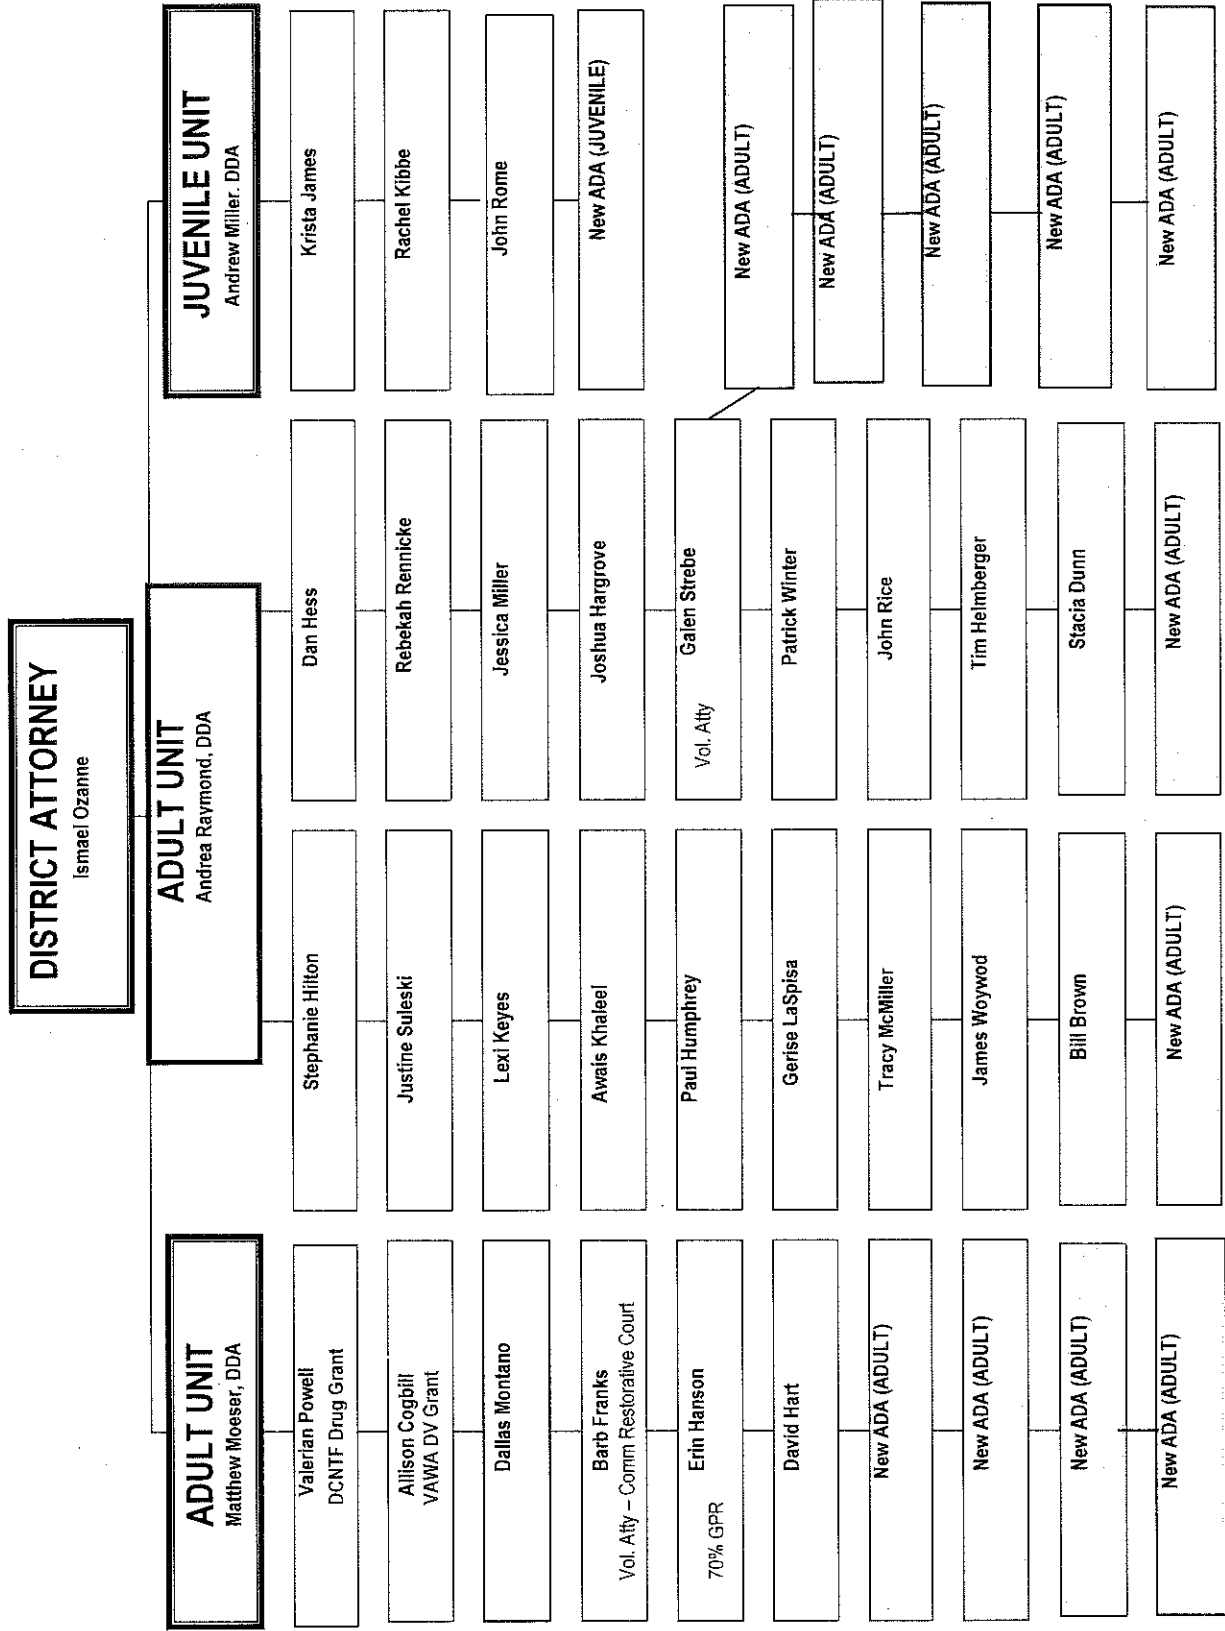 DISTRICT ATTORNEY
Ismael Ozanne
ADULT UNIT
Matthew Moeser, DDA
Valerian Powell
DCNTF Drug Grant
Allison Cogbill
VAWA DV Grant
Dallas Montano
Barb Franks
Vol. Atty – Comm Restorative Court
Erin Hanson
70% GPR
David Hart
New ADA (ADULT)
New ADA (ADULT)
New ADA (ADULT)
New ADA (ADULT)
ADULT UNIT
Andrea Raymond, DDA
Stephanie Hilton
Justine Suleski
Lexi Keyes
Awais Khaleel
Paul Humphrey
Gerise LaSpisa
Tracy McMiller
James Woywod
Bill Brown
New ADA (ADULT)
Dan Hess
Rebekah Rennicke
Jessica Miller
Joshua Hargrove
Galen Strebe
Vol. Atty
Patrick Winter
John Rice
Tim Helmberger
Stacia Dunn
New ADA (ADULT)
JUVENILE UNIT
Andrew Miller. DDA
Krista James
Rachel Kibbe
John Rome
New ADA (JUVENILE)
New ADA (ADULT)
New ADA (ADULT)
New ADA (ADULT)
New ADA (ADULT)
New ADA (ADULT)